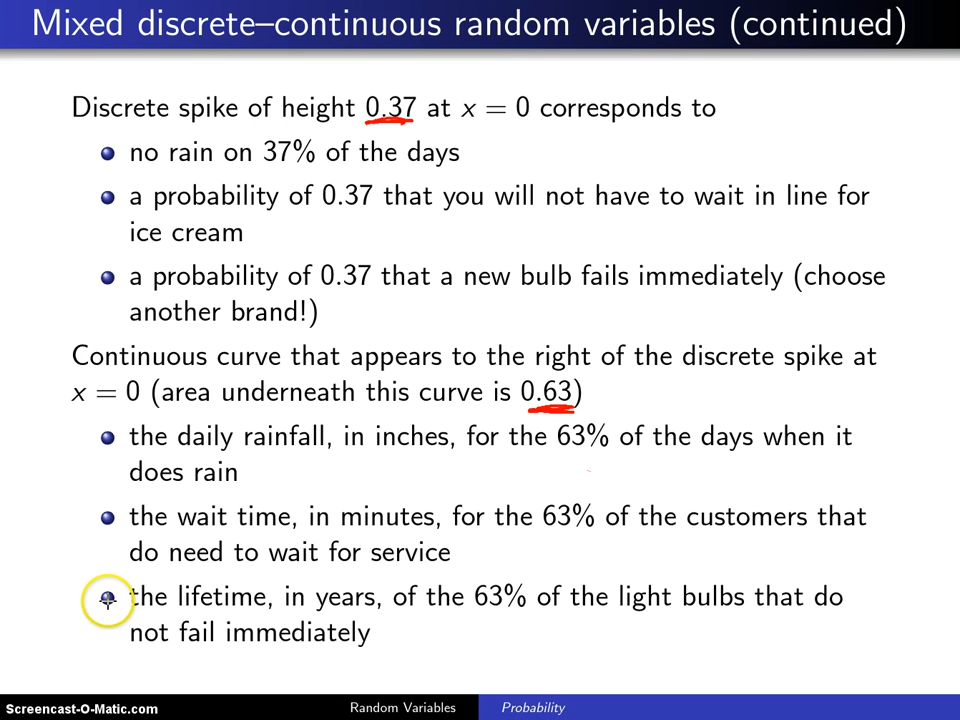 Mixed discrete–continuous random variables (continued)
Discrete spike of height 0.37 at x = 0 corresponds to
no rain on 37% of the days
a probability of 0.37 that you will not have to wait in line for
ice cream
a probability of 0.37 that a new bulb fails immediately (choose
another brand!)
Continuous curve that appears to the right of the discrete spike at
x = 0 (area underneath this curve is 0.63)
the daily rainfall, in inches, for the 63% of the days when it
does rain
the wait time, in minutes, for the 63% of the customers that
do need to wait for service
the lifetime, in years, of the 63% of the light bulbs that do
not fail immediately
Screencast-O-Matic.com Random Variables Probability